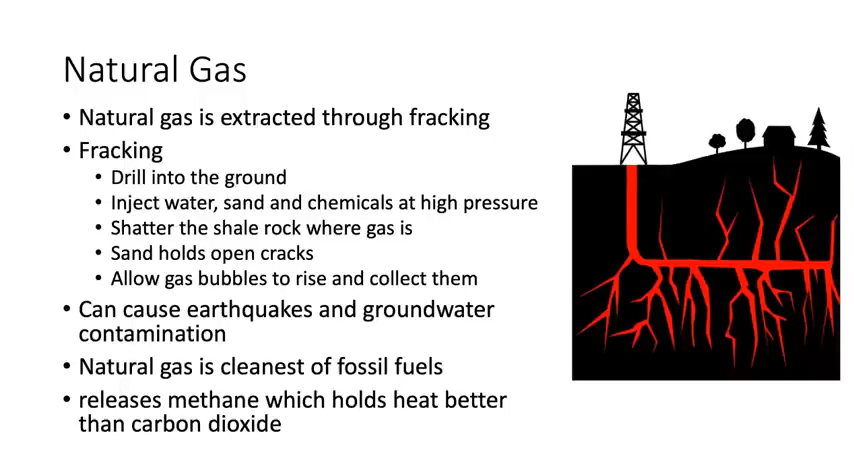 Natural Gas
• Natural gas is extracted through fracking
• Fracking
• Drill into the ground
• Inject water, sand and chemicals at high pressure
• Shatter the shale rock where gas is
• Sand holds open cracks
• Allow gas bubbles to rise and collect them
• Can cause earthquakes and groundwater
contamination
• Natural gas is cleanest of fossil fuels
• releases methane which holds heat better
than carbon dioxide